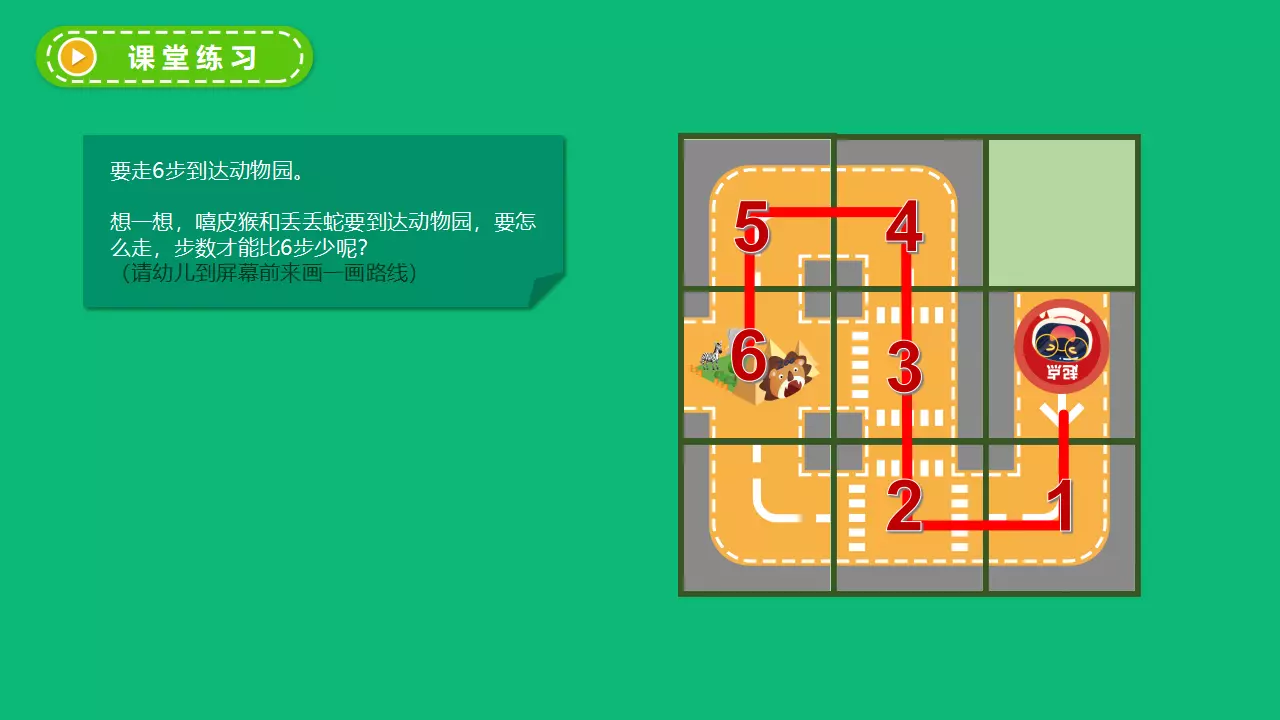 课堂练习
要走6步到达动物园。
想一想，嘻皮猴和丢丢蛇要到达动物园，要怎
么走，步数才能比6步少呢？
（请幼儿到屏幕前来画一画路线）
5
4
6
3
起点
2
1